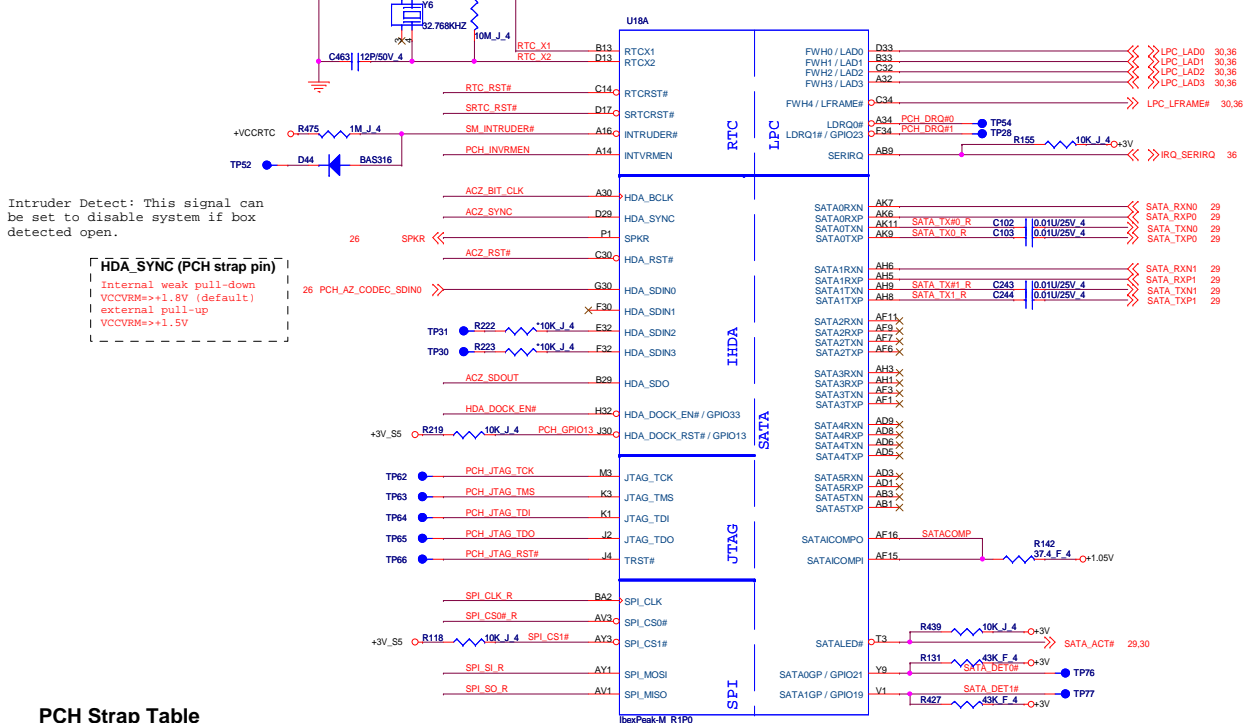 Y6
32.768KHZ
3
4
10M_J_4
C463 12P/50V_4
U18A
RTC_X1 B13 RTCX1
RTC_X2 D13 RTCX2
RTC_RST# C14 RTCRST#
SRTC_RST# D17 SRTCRST#
+VCCRTC R475 1M_J_4 SM_INTRUDER# A16 INTRUDER#
PCH_INVRMEN A14 INTVRMEN
TP52 D44 BAS316
RTC
LPC
FWH0 / LAD0 D33 LPC_LAD0 30,36
FWH1 / LAD1 B33 LPC_LAD1 30,36
FWH2 / LAD2 C32 LPC_LAD2 30,36
FWH3 / LAD3 A32 LPC_LAD3 30,36
FWH4 / LFRAME# C34 LPC_LFRAME# 30,36
LDRQ0# A34 PCH_DRQ#0 TP54
LDRQ1# / GPIO23 F34 PCH_DRQ#1 TP28
R155 10K_J_4 +3V
SERIRQ AB9 IRQ_SERIRQ 36
Intruder Detect: This signal can
be set to disable system if box
detected open.
HDA_SYNC (PCH strap pin)
Internal weak pull-down
VCCVRM=>+1.8V (default)
external pull-up
VCCVRM=>+1.5V
ACZ_BIT_CLK A30 HDA_BCLK
ACZ_SYNC D29 HDA_SYNC
26 SPKR P1 SPKR
ACZ_RST# C30 HDA_RST#
26 PCH_AZ_CODEC_SDIN0 G30 HDA_SDIN0
F30 HDA_SDIN1
TP31 R222 *10K_J_4 E32 HDA_SDIN2
TP30 R223 *10K_J_4 F32 HDA_SDIN3
ACZ_SDOUT B29 HDA_SDO
HDA_DOCK_EN# H32 HDA_DOCK_EN# / GPIO33
+3V_S5 R219 10K_J_4 PCH_GPIO13 J30 HDA_DOCK_RST# / GPIO13
IHDA
SATA
SATA0RXN AK7 SATA_RXN0 29
SATA0RXP AK6 SATA_RXP0 29
SATA0TXN AK11 SATA_TX#0_R C102 0.01U/25V_4 SATA_TXN0 29
SATA0TXP AK9 SATA_TX0_R C103 0.01U/25V_4 SATA_TXP0 29
SATA1RXN AH6 SATA_RXN1 29
SATA1RXP AH5 SATA_RXP1 29
SATA1TXN AH9 SATA_TX#1_R C243 0.01U/25V_4 SATA_TXN1 29
SATA1TXP AH8 SATA_TX1_R C244 0.01U/25V_4 SATA_TXP1 29
SATA2RXN AF11
SATA2RXP AF9
SATA2TXN AF7
SATA2TXP AF6
SATA3RXN AH3
SATA3RXP AH1
SATA3TXN AF3
SATA3TXP AF1
SATA4RXN AD9
SATA4RXP AD8
SATA4TXN AD6
SATA4TXP AD5
SATA5RXN AD3
SATA5RXP AD1
SATA5TXN AB3
SATA5TXP AB1
SATAICOMPO AF16 SATACOMP
SATAICOMPI AF15 R142 37.4_F_4 +1.05V
TP62 PCH_JTAG_TCK M3 JTAG_TCK
TP63 PCH_JTAG_TMS K3 JTAG_TMS
TP64 PCH_JTAG_TDI K1 JTAG_TDI
TP65 PCH_JTAG_TDO J2 JTAG_TDO
TP66 PCH_JTAG_RST# J4 TRST#
JTAG
SPI_CLK_R BA2 SPI_CLK
SPI_CS0#_R AV3 SPI_CS0#
+3V_S5 R118 10K_J_4 SPI_CS1# AY3 SPI_CS1#
SPI_SI_R AY1 SPI_MOSI
SPI_SO_R AV1 SPI_MISO
SPI
R439 10K_J_4 +3V
SATALED# T3 SATA_ACT# 29,30
R131 43K_F_4 +3V
SATA0GP / GPIO21 Y9 SATA_DET0# TP76
SATA1GP / GPIO19 V1 SATA_DET1# TP77
R427 43K_F_4 +3V
IbexPeak-M_R1P0
PCH Strap Table